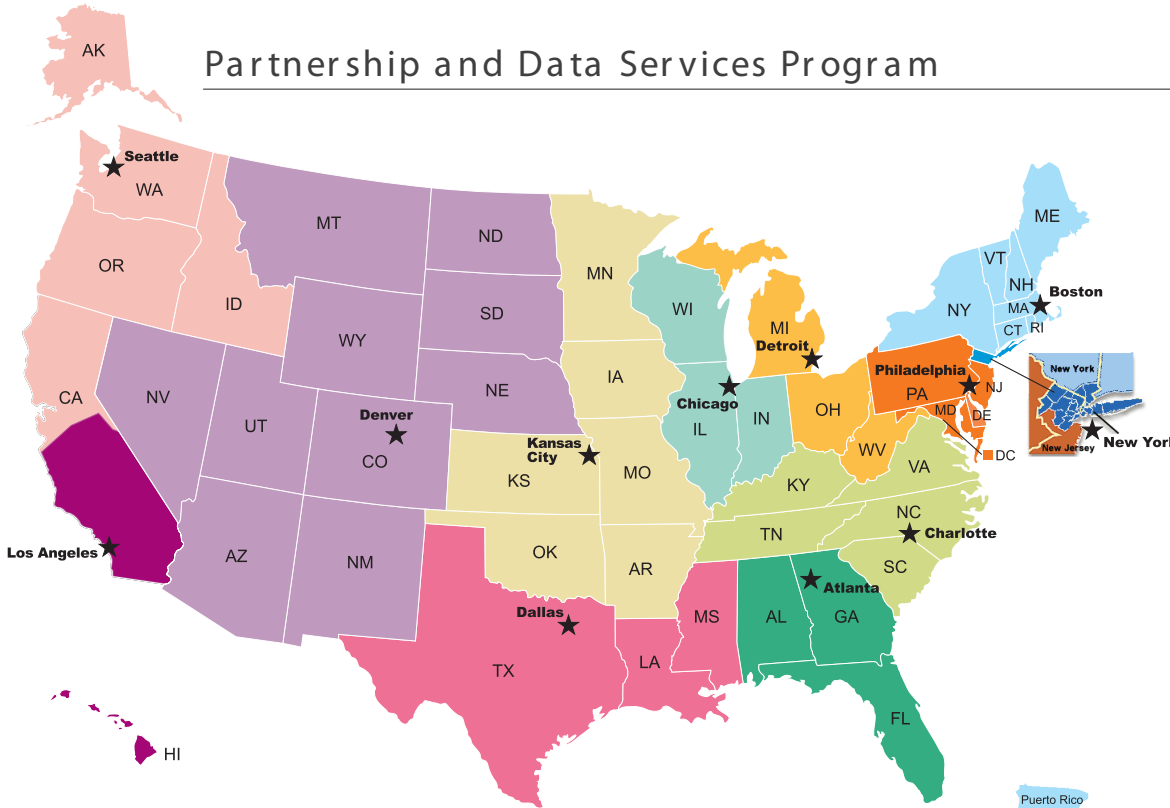 AK
Partnership and Data Services Program
Seattle
WA
MT
ND
MN
ME
VT
NH
OR
ID
SD
WI
MI
NY
MA
Boston
CT
RI
WY
Detroit
NE
IA
Philadelphia
PA
NJ
New York
CA
NV
UT
Denver
CO
Kansas
City
Chicago
IL
IN
OH
MD
DE
New York
New Jersey
WV
VA
DC
KS
MO
KY
NC
Charlotte
TN
SC
Los Angeles
AZ
NM
OK
AR
Atlanta
GA
AL
MS
Dallas
TX
LA
FL
HI
Puerto Rico